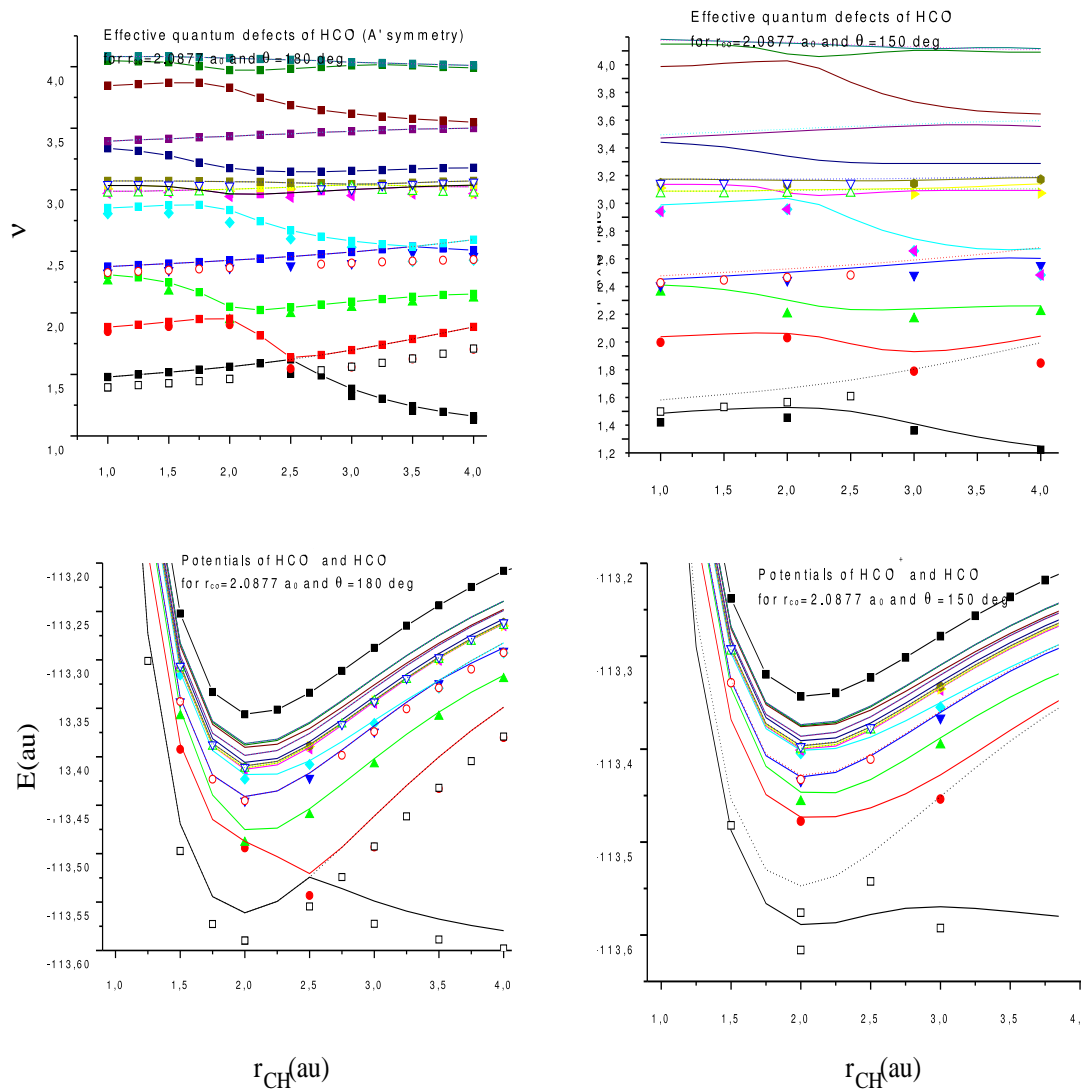 Effective quantum defects of HCO (A' symmetry)
for rco=2.0877 a0 and θ =180 deg
4,0
3,5
3,0
2,5
2,0
1,5
1,0
ν
1,0 1,5 2,0 2,5 3,0 3,5 4,0
Effective quantum defects of HCO
for rco=2.0877 a0 and θ =150 deg
4,0
3,8
3,6
3,4
3,2
3,0
2,8
2,6
2,4
2,2
2,0
1,8
1,6
1,4
1,2
1,0 1,5 2,0 2,5 3,0 3,5 4,0
Potentials of HCO and HCO
for rco=2.0877 a0 and θ =180 deg
-113,20
-113,25
-113,30
-113,35
-113,40
-113,45
-113,50
-113,55
-113,60
E(au)
1,0 1,5 2,0 2,5 3,0 3,5 4,0
rCH(au)
Potentials of HCO+ and HCO
for rco=2.0877 a0 and θ =150 deg
-113,2
-113,3
-113,4
-113,5
-113,6
1,0 1,5 2,0 2,5 3,0 3,5 4,
rCH(au)